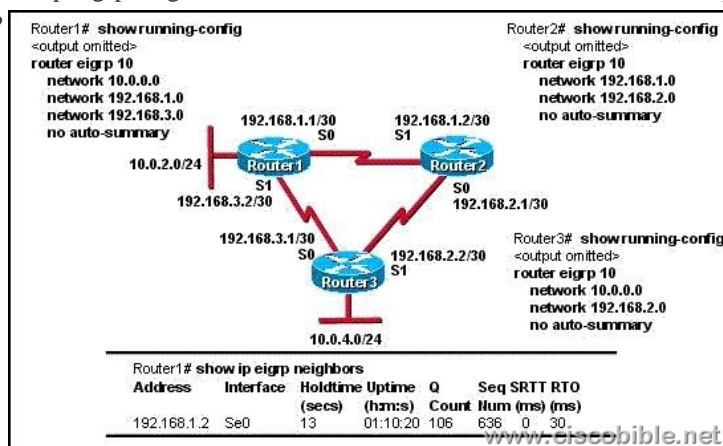 Router1# show running-config
<output omitted>
router eigrp 10
network 10.0.0.0
network 192.168.1.0
network 192.168.3.0
no auto-summary
Router2# show running-config
<output omitted>
router eigrp 10
network 192.168.1.0
network 192.168.2.0
no auto-summary
192.168.1.1/30
S0
192.168.1.2/30
S1
10.0.2.0/24
Router1
Router2
S1
192.168.3.2/30
S0
192.168.2.1/30
192.168.3.1/30
S0
192.168.2.2/30
S1
Router3
10.0.4.0/24
Router3# show running-config
<output omitted>
router eigrp 10
network 10.0.0.0
network 192.168.2.0
no auto-summary
Router1# show ip eigrp neighbors
Address Interface Holdtime Uptime Q Seq SRTT RTO
(secs) (h:m:s) Count Num (ms) (ms)
192.168.1.2 Se0 13 01:10:20 106 636 0 30
www.ciscobible.net